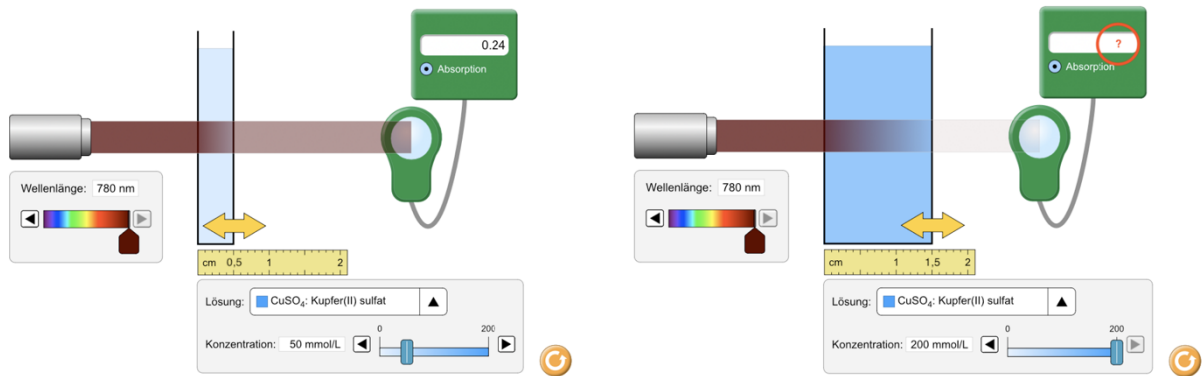 0.24
Absorption
Wellenlänge: 780 nm
cm 0,5 1 2
Lösung: CuSO₄: Kupfer(II) sulfat
0 200
Konzentration: 50 mmol/L
?
Absorption
Wellenlänge: 780 nm
cm 1 1,5 2
Lösung: CuSO₄: Kupfer(II) sulfat
0 200
Konzentration: 200 mmol/L